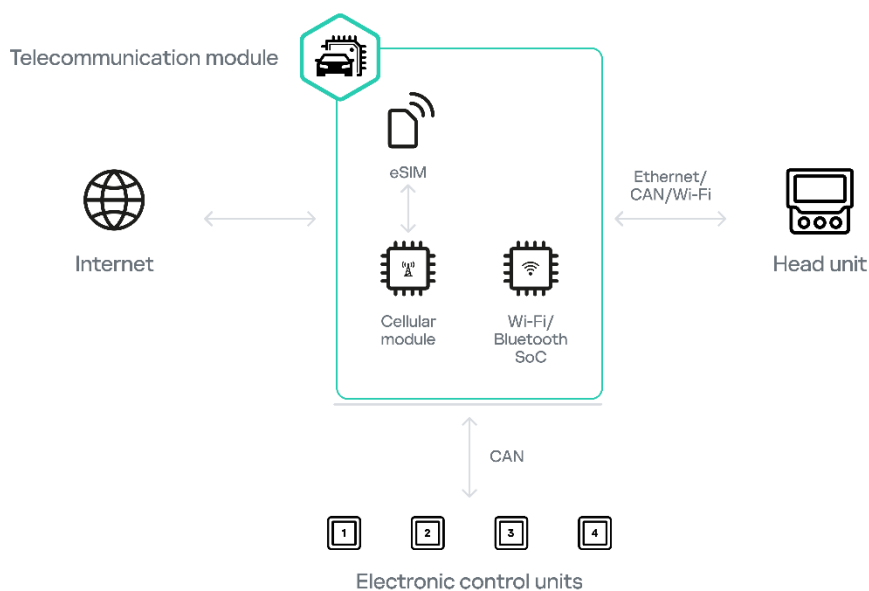 Telecommunication module
eSIM
Ethernet/
CAN/Wi-Fi
Internet
Head unit
Cellular
module
Wi-Fi/
Bluetooth
SoC
CAN
1
2
3
4
Electronic control units